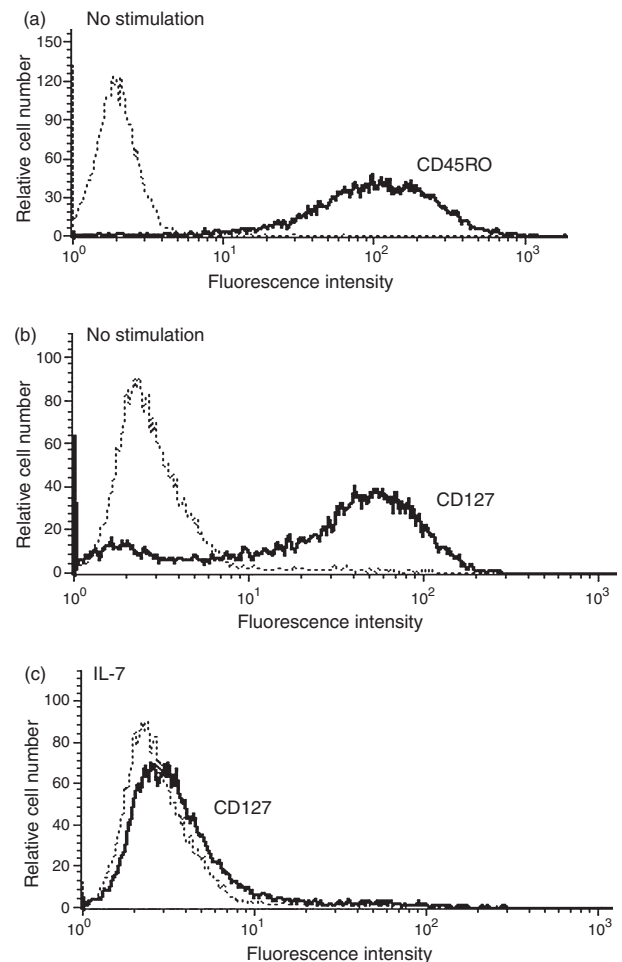 (a) No stimulation
Relative cell number
150
120
90
60
30
0
CD45RO
10⁰ 10¹ 10² 10³
Fluorescence intensity
(b) No stimulation
Relative cell number
100
80
60
40
20
0
CD127
10⁰ 10¹ 10² 10³
Fluorescence intensity
(c) IL-7
Relative cell number
100
80
60
40
20
0
CD127
10⁰ 10¹ 10² 10³
Fluorescence intensity